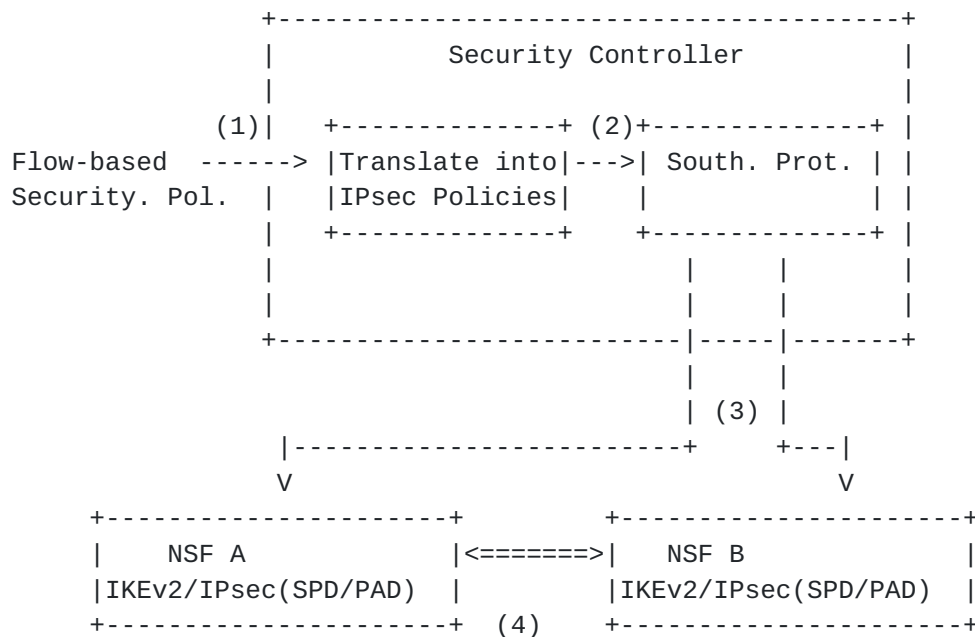 Security Controller
(1)
(2)
Flow-based ------> |Translate into|--->| South. Prot. |
Security. Pol. |IPsec Policies|
(3)
V V
NSF A <=======> NSF B
IKEv2/IPsec(SPD/PAD) IKEv2/IPsec(SPD/PAD)
(4)